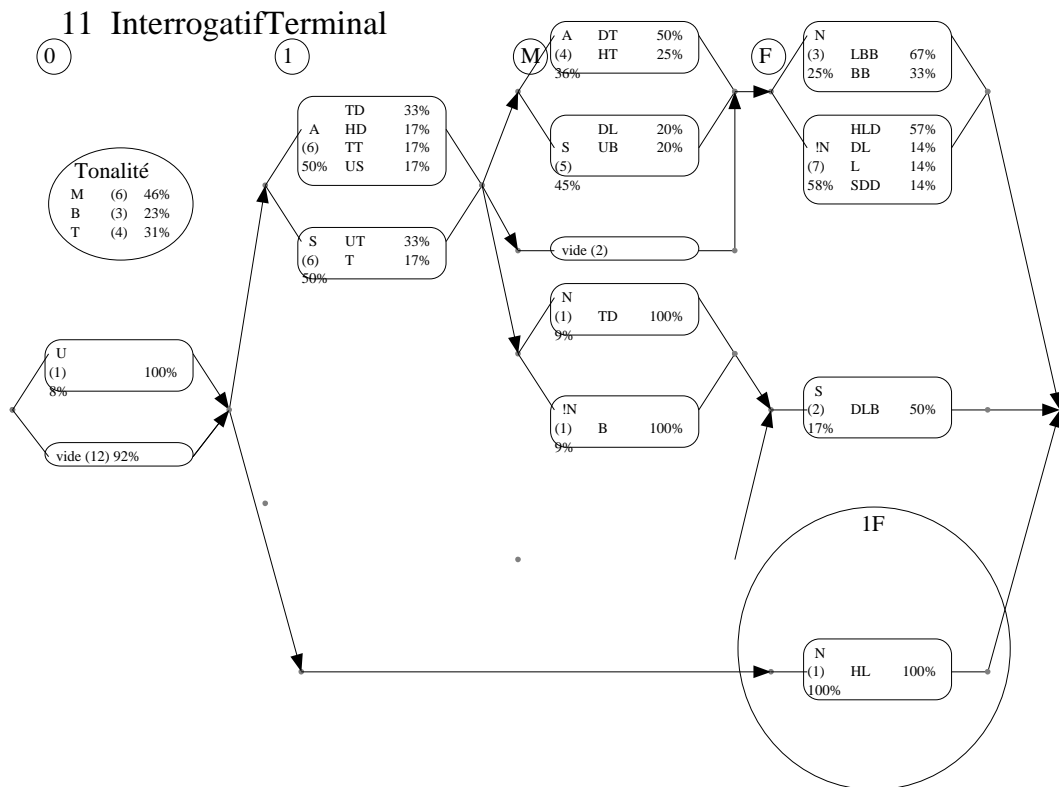 11 InterrogatifTerminal
0
1
M
F
Tonalité
M (6) 46%
B (3) 23%
T (4) 31%
U
(1) 100%
8%
vide (12) 92%
TD 33%
A HD 17%
(6) TT 17%
50% US 17%
S UT 33%
(6) T 17%
50%
A DT 50%
(4) HT 25%
36%
DL 20%
S UB 20%
(5)
45%
vide (2)
N
(1) TD 100%
9%
!N
(1) B 100%
9%
N
(3) LBB 67%
25% BB 33%
HLD 57%
!N DL 14%
(7) L 14%
58% SDD 14%
S
(2) DLB 50%
17%
1F
N
(1) HL 100%
100%